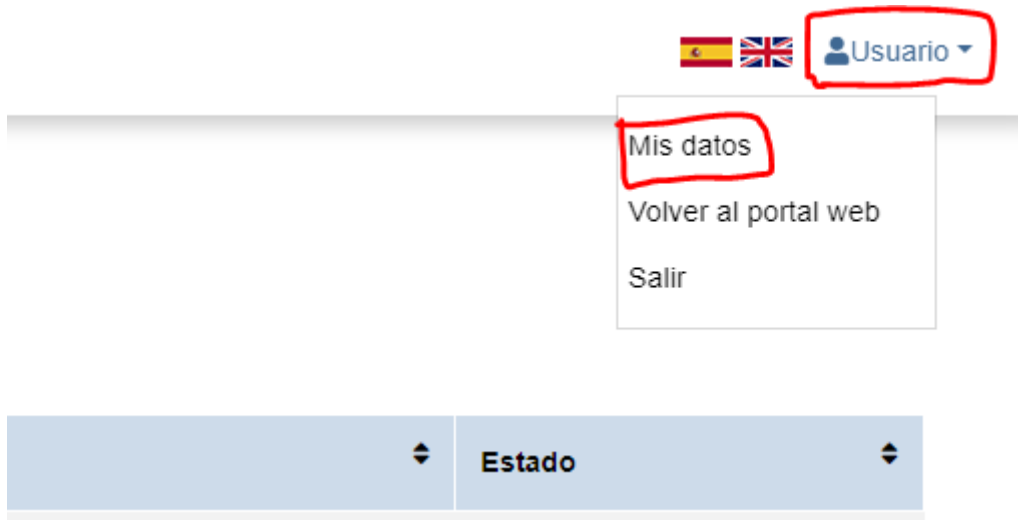 Usuario
Mis datos
Volver al portal web
Salir
Estado